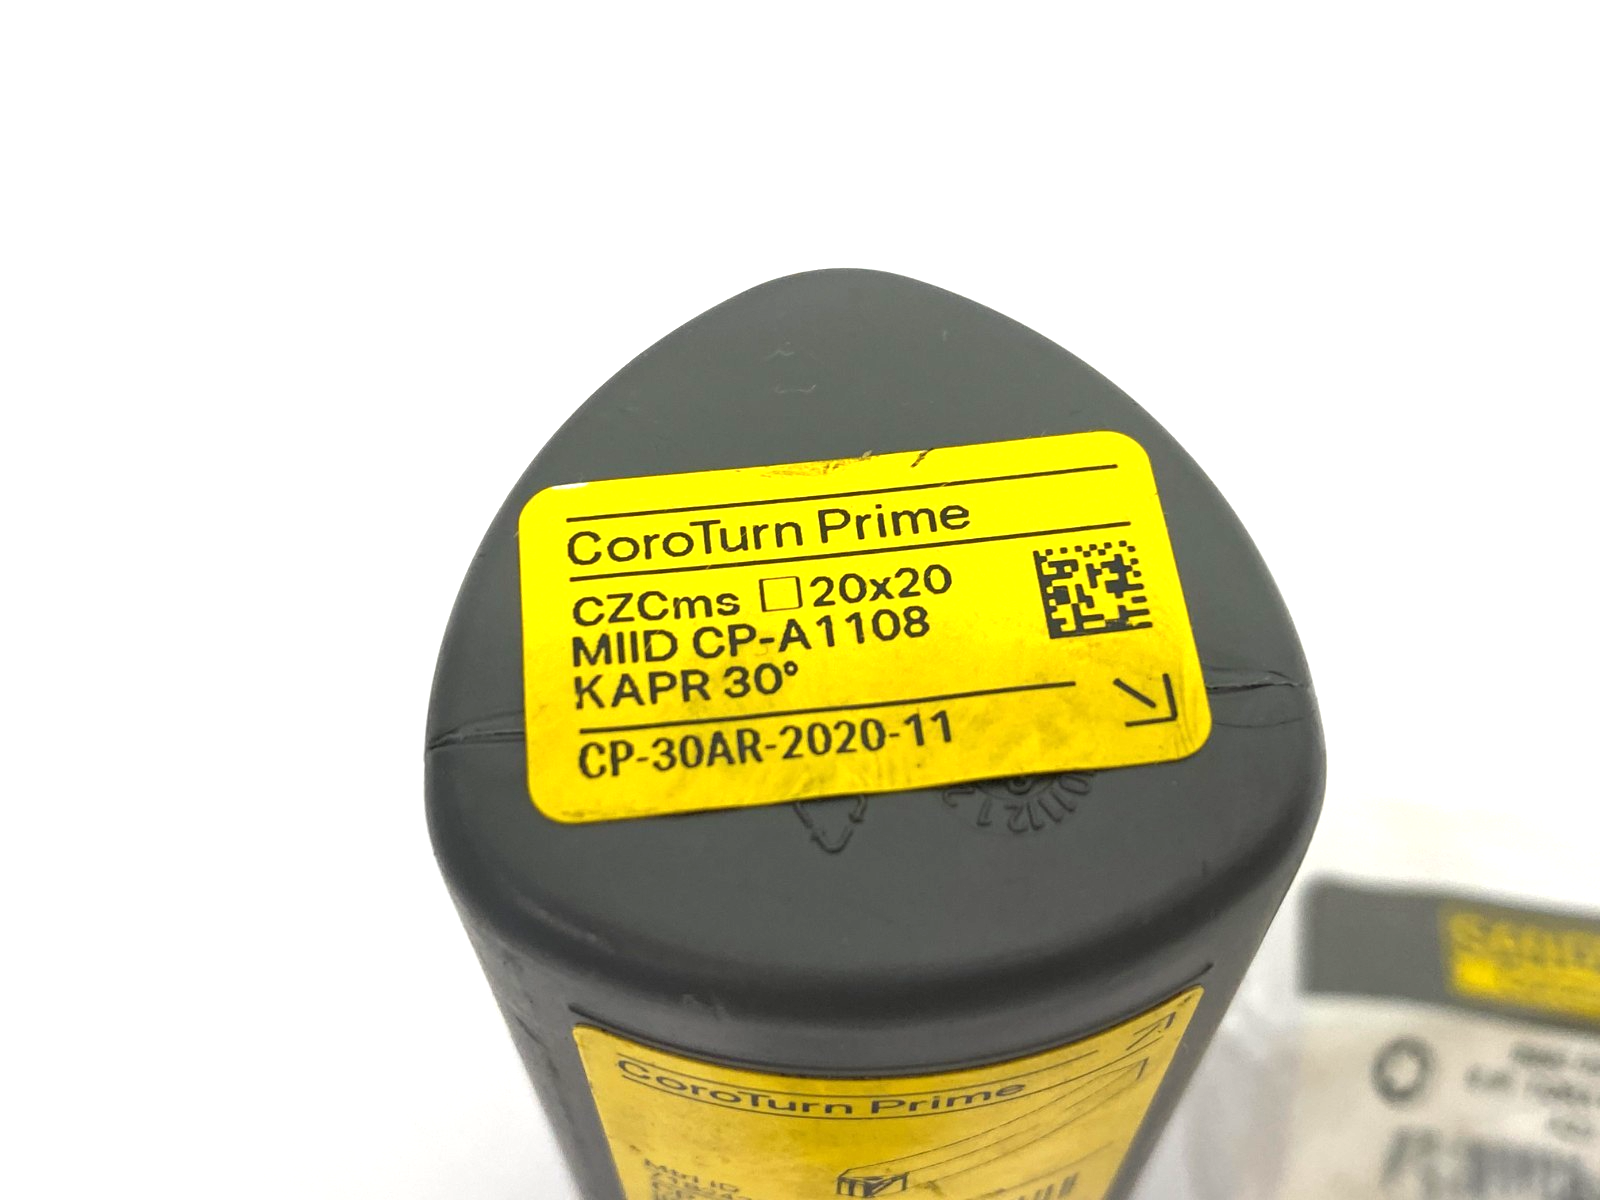 CoroTurn Prime
CZCms □20x20
MIID CP-A1108
KAPR 30°
CP-30AR-2020-11
CoroTurn Prime